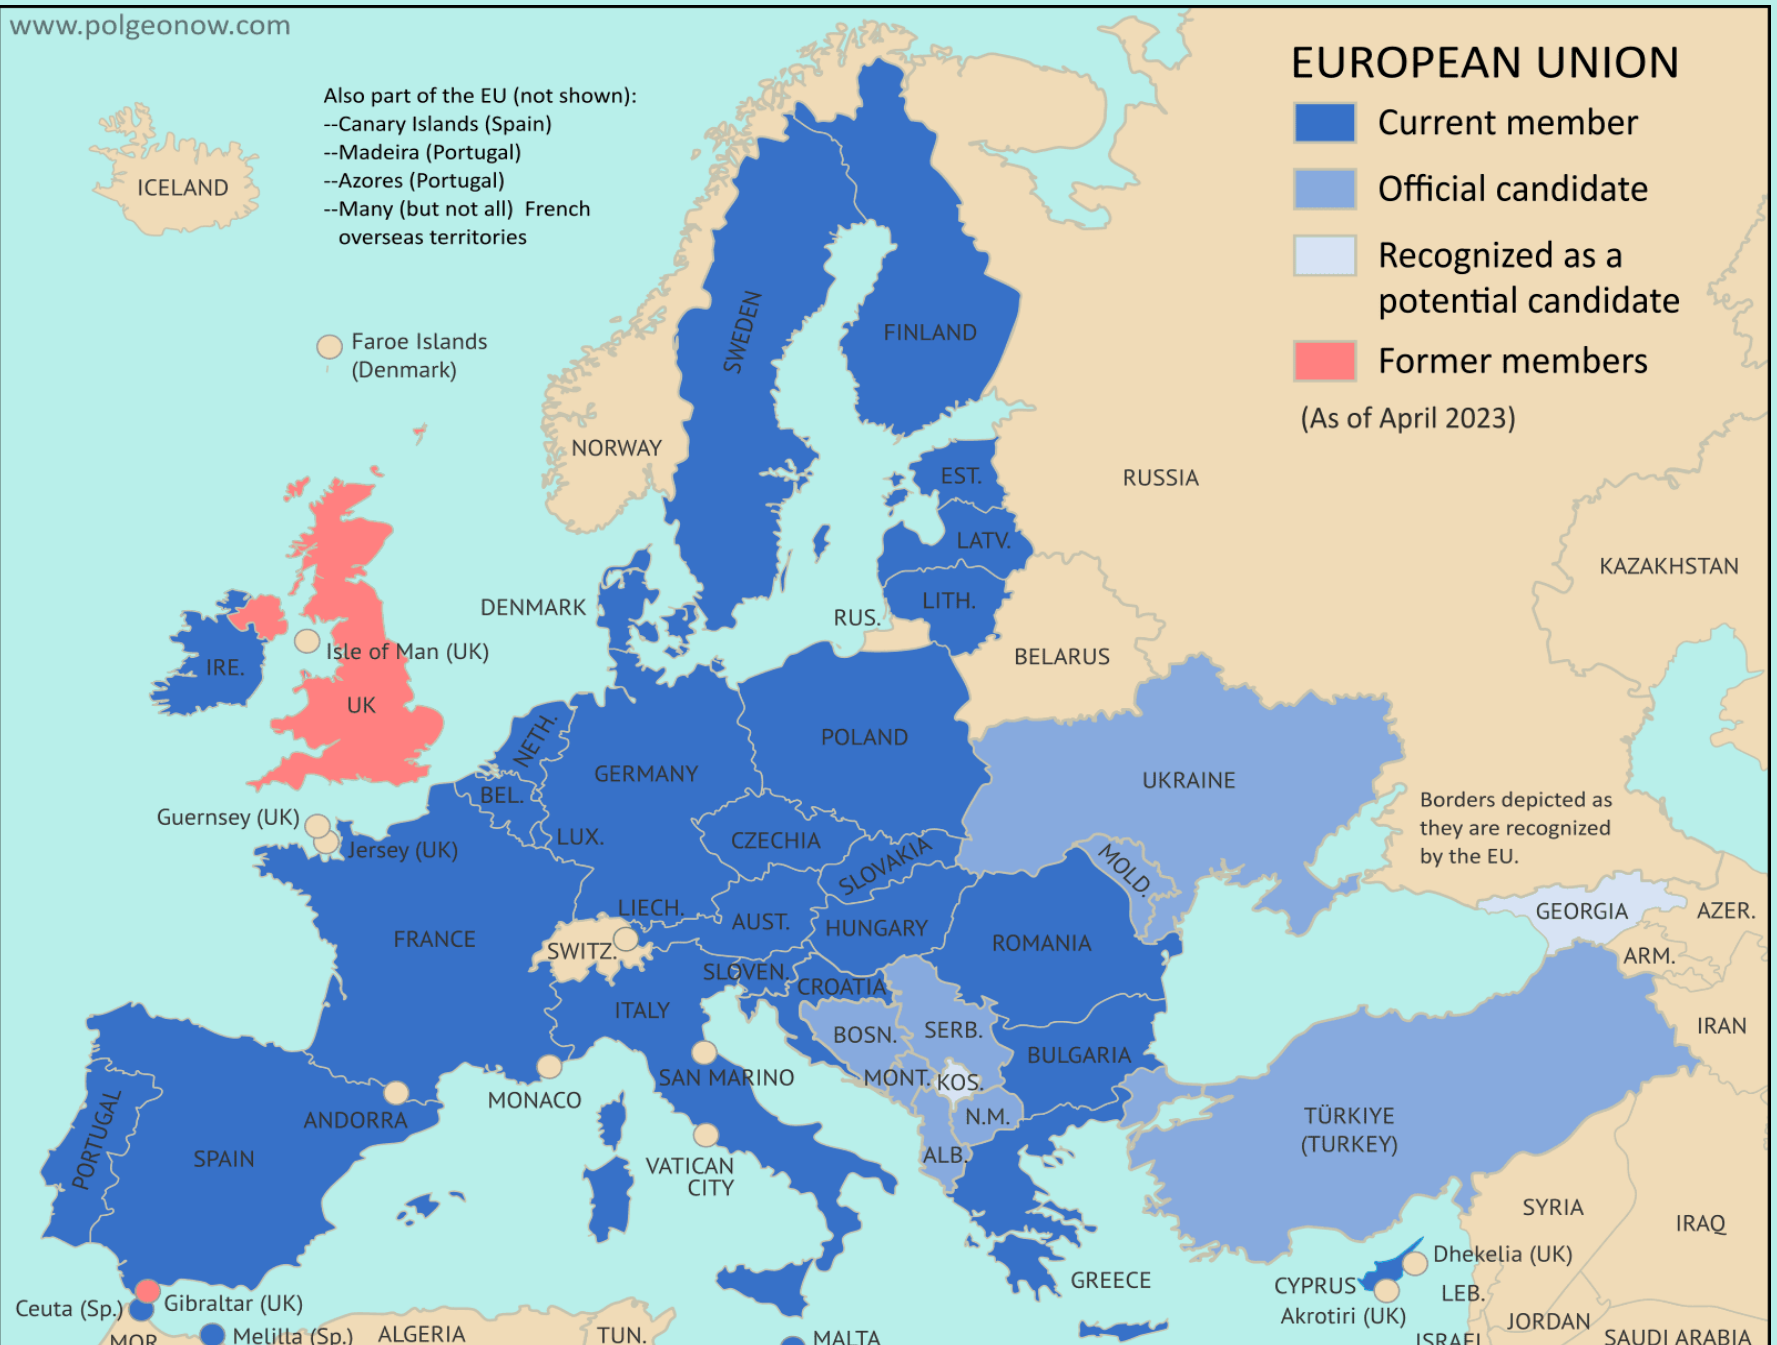 www.polgeonow.com
EUROPEAN UNION
Current member
Official candidate
Recognized as a
potential candidate
Former members
(As of April 2023)
Also part of the EU (not shown):
--Canary Islands (Spain)
--Madeira (Portugal)
--Azores (Portugal)
--Many (but not all) French
overseas territories
ICELAND
Faroe Islands
(Denmark)
SWEDEN
FINLAND
NORWAY
RUSSIA
EST.
LATV.
KAZAKHSTAN
DENMARK
LITH.
RUS.
Isle of Man (UK)
IRE.
BELARUS
UK
NETH.
POLAND
GERMANY
UKRAINE
BEL.
Borders depicted as
they are recognized
by the EU.
Guernsey (UK)
LUX.
CZECHIA
Jersey (UK)
SLOVAKIA
MOLD.
LIECH.
AUST.
HUNGARY
GEORGIA
AZER.
FRANCE
SWITZ.
ROMANIA
ARM.
SLOVEN.
CROATIA
ITALY
BOSN.
SERB.
IRAN
BULGARIA
SAN MARINO
MONT.
KOS.
MONACO
ANDORRA
N.M.
TÜRKIYE
(TURKEY)
PORTUGAL
SPAIN
ALB.
VATICAN
CITY
SYRIA
IRAQ
Dhekelia (UK)
GREECE
CYPRUS
LEB.
Akrotiri (UK)
Ceuta (Sp.)
Gibraltar (UK)
JORDAN
MOR.
Melilla (Sp.)
ALGERIA
TUN.
MALTA
ISRAEL
SAUDI ARABIA